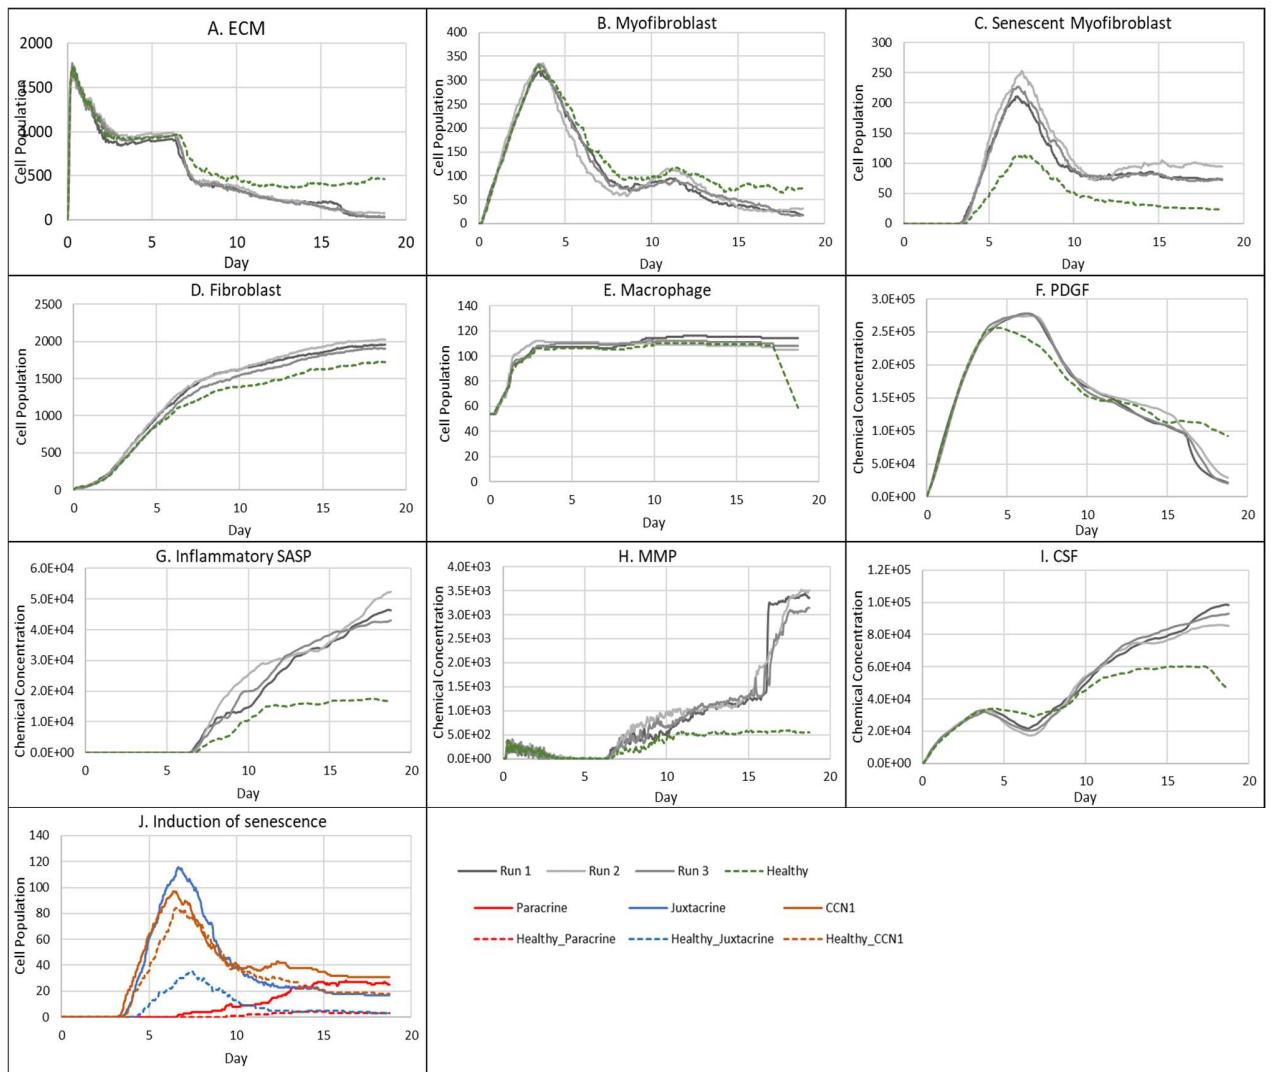 A. ECM
Cell Population
2000
1500
1000
500
0
0 5 10 15 20
Day
B. Myofibroblast
Cell Population
400
350
300
250
200
150
100
50
0
0 5 10 15 20
Day
C. Senescent Myofibroblast
Cell Population
300
250
200
150
100
50
0
0 5 10 15 20
Day
D. Fibroblast
Cell Population
2500
2000
1500
1000
500
0
0 5 10 15 20
Day
E. Macrophage
Cell Population
140
120
100
80
60
40
20
0
0 5 10 15 20
Day
F. PDGF
Chemical Concentration
3.0E+05
2.5E+05
2.0E+05
1.5E+05
1.0E+05
5.0E+04
0.0E+00
0 5 10 15 20
Day
G. Inflammatory SASP
Chemical Concentration
6.0E+04
5.0E+04
4.0E+04
3.0E+04
2.0E+04
1.0E+04
0.0E+00
0 5 10 15 20
Day
H. MMP
Chemical Concentration
4.0E+03
3.5E+03
3.0E+03
2.5E+03
2.0E+03
1.5E+03
1.0E+03
5.0E+02
0.0E+00
0 5 10 15 20
Day
I. CSF
Chemical Concentration
1.2E+05
1.0E+05
8.0E+04
6.0E+04
4.0E+04
2.0E+04
0.0E+00
0 5 10 15 20
Day
J. Induction of senescence
Cell Population
140
120
100
80
60
40
20
0
0 5 10 15 20
Day
Run 1 Run 2 Run 3 Healthy
Paracrine Juxtacrine CCN1
Healthy_Paracrine Healthy_Juxtacrine Healthy_CCN1